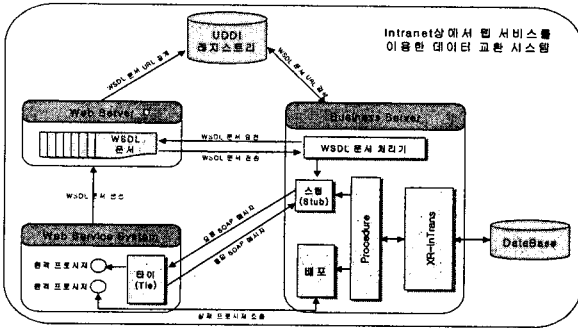 Intranet상에서 웹 서비스를
이용한 데이터 교환 시스템
UDDI
레지스트리
WSDL 문서 URL
WSDL 문서 URL
Web Server
Business Server
WSDL
문서
WSDL 문서 요청
WSDL 문서 전송
WSDL 문서 처리기
WSDL 문서 생성
스텁
(Stub)
요청 SOAP 메시지
응답 SOAP 메시지
Web Service System
원격 프로시저
원격 프로시저
타이
(Tie)
배포
Procedure
XR-InTrans
DataBase
프로시저 호출